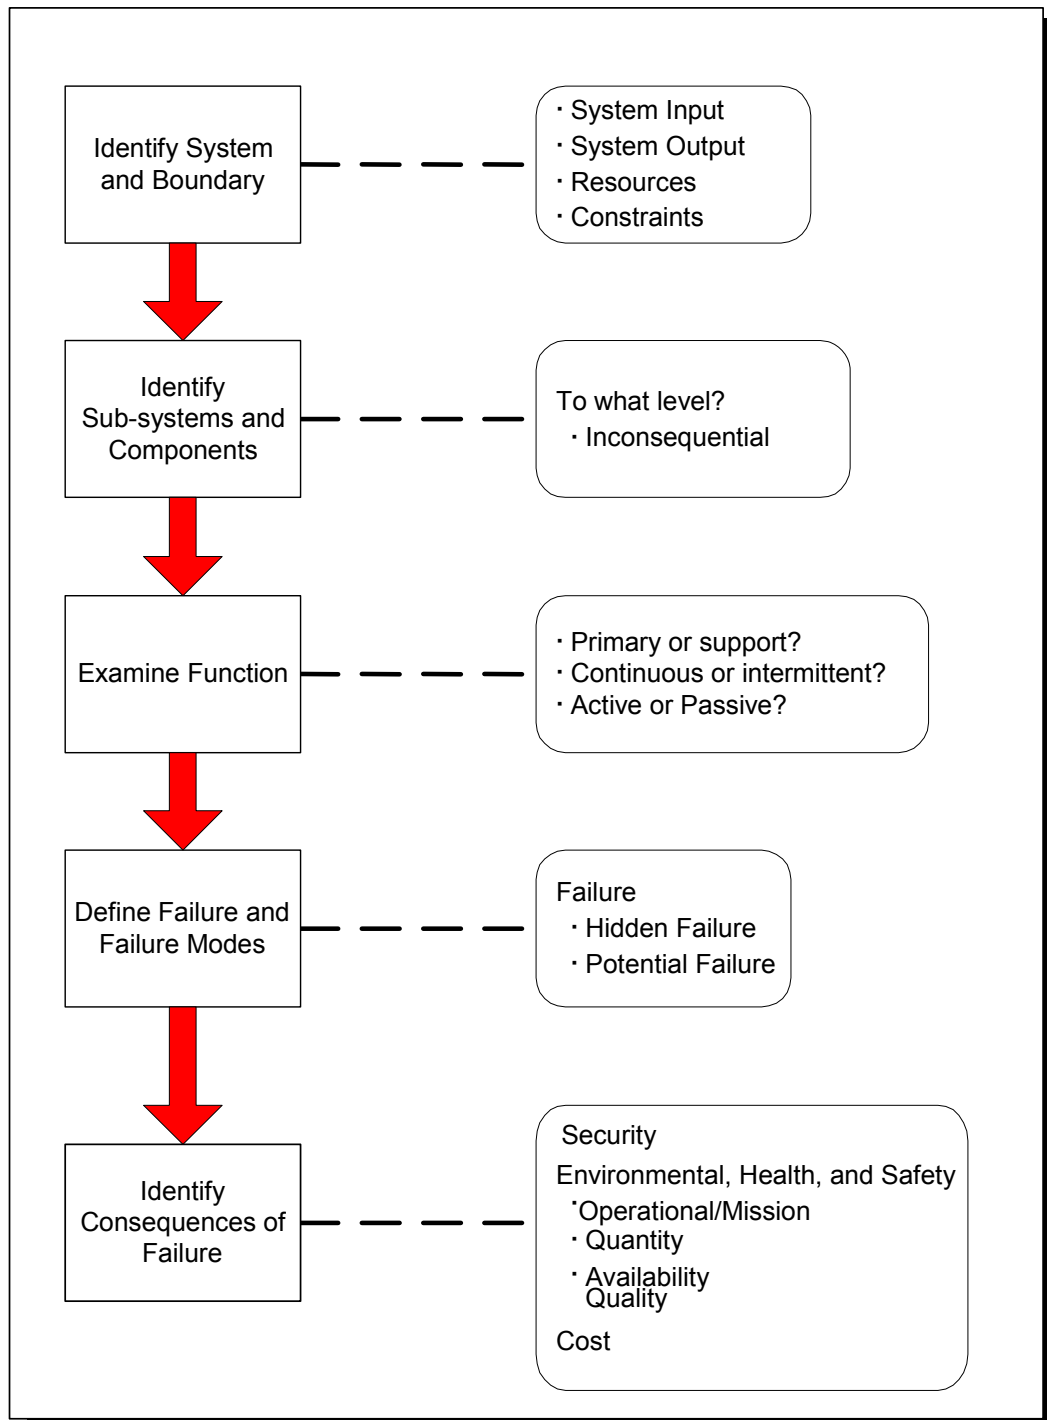 Identify System
and Boundary
· System Input
· System Output
· Resources
· Constraints
Identify
Sub-systems and
Components
To what level?
· Inconsequential
Examine Function
· Primary or support?
· Continuous or intermittent?
· Active or Passive?
Define Failure and
Failure Modes
Failure
· Hidden Failure
· Potential Failure
Identify
Consequences of
Failure
Security
Environmental, Health, and Safety
·Operational/Mission
· Quantity
· Availability
Quality
Cost